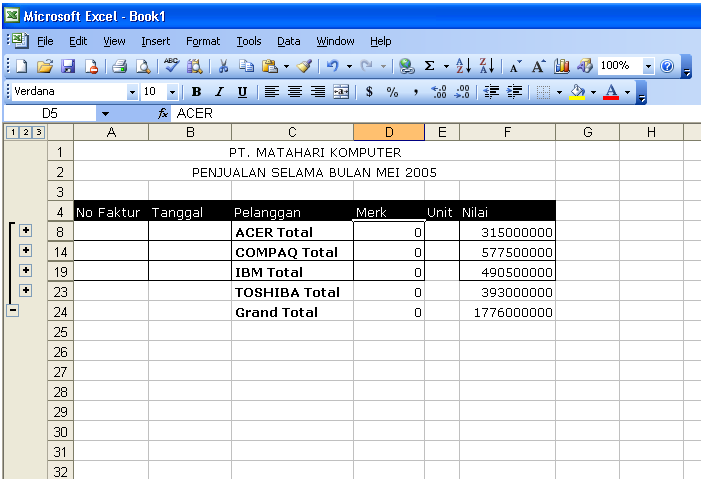 Microsoft Excel - Book1
File Edit View Insert Format Tools Data Window Help
100%
Verdana 10 B I U $ % ,
D5 fx ACER
1 2 3 A B C D E F G H
1 PT. MATAHARI KOMPUTER
2 PENJUALAN SELAMA BULAN MEI 2005
3
4 No Faktur Tanggal Pelanggan Merk Unit Nilai
8 ACER Total 0 315000000
14 COMPAQ Total 0 577500000
19 IBM Total 0 490500000
23 TOSHIBA Total 0 393000000
24 Grand Total 0 1776000000
25
26
27
28
29
30
31
32